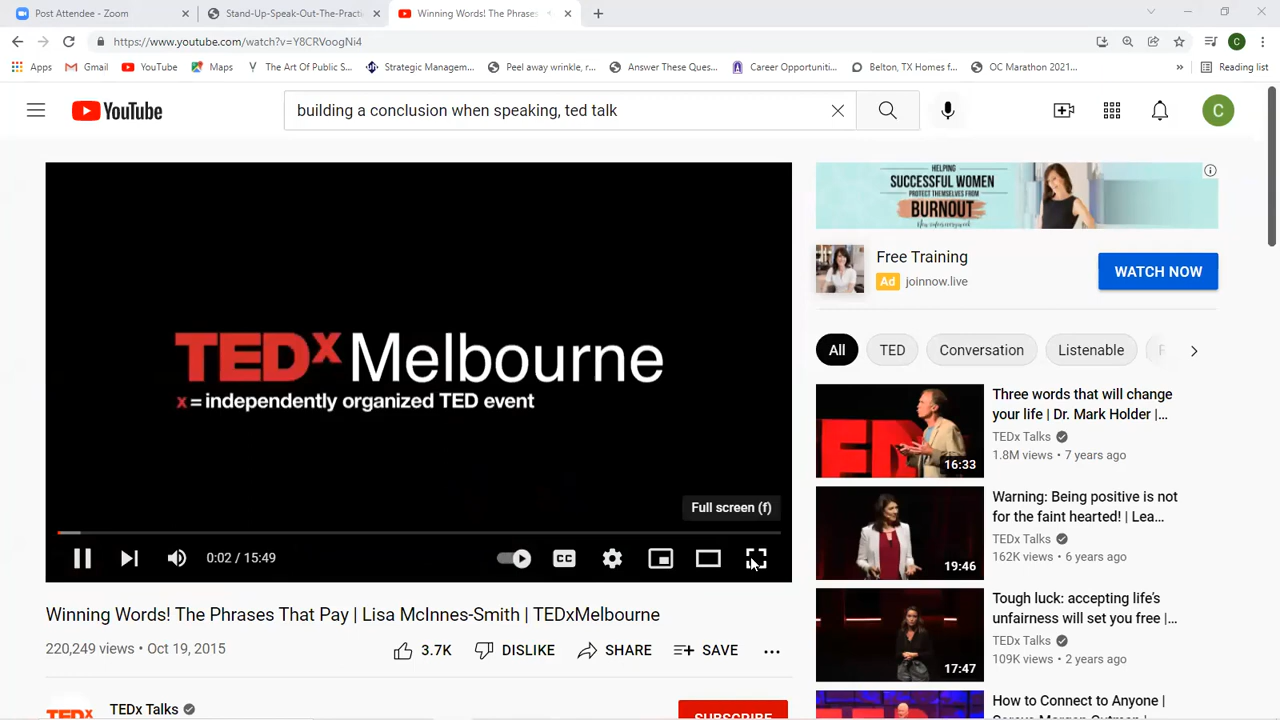 Post Attendee - Zoom
Stand-Up-Speak-Out-The-Practi
Winning Words! The Phrases
https://www.youtube.com/watch?v=Y8CRVoogNi4
C
Apps
Gmail
YouTube
Maps
The Art Of Public S...
Strategic Managem...
Peel away wrinkle, r...
Answer These Que...
Career Opportuniti...
Belton, TX Homes f...
OC Marathon 2021...
»
Reading list
YouTube
building a conclusion when speaking, ted talk
C
TEDx Melbourne
x = independently organized TED event
Full screen (f)
0:02 / 15:49
CC
Winning Words! The Phrases That Pay | Lisa McInnes-Smith | TEDxMelbourne
220,249 views • Oct 19, 2015
3.7K
DISLIKE
SHARE
SAVE
TEDx Talks
SUBSCRIBE
HELPING
SUCCESSFUL WOMEN
PROTECT THEMSELVES FROM
BURNOUT
Free Training
Ad joinnow.live
WATCH NOW
All
TED
Conversation
Listenable
Three words that will change
your life | Dr. Mark Holder |...
TEDx Talks
1.8M views • 7 years ago
16:33
Warning: Being positive is not
for the faint hearted! | Lea...
TEDx Talks
162K views • 6 years ago
19:46
Tough luck: accepting life's
unfairness will set you free |...
TEDx Talks
109K views • 2 years ago
17:47
How to Connect to Anyone |